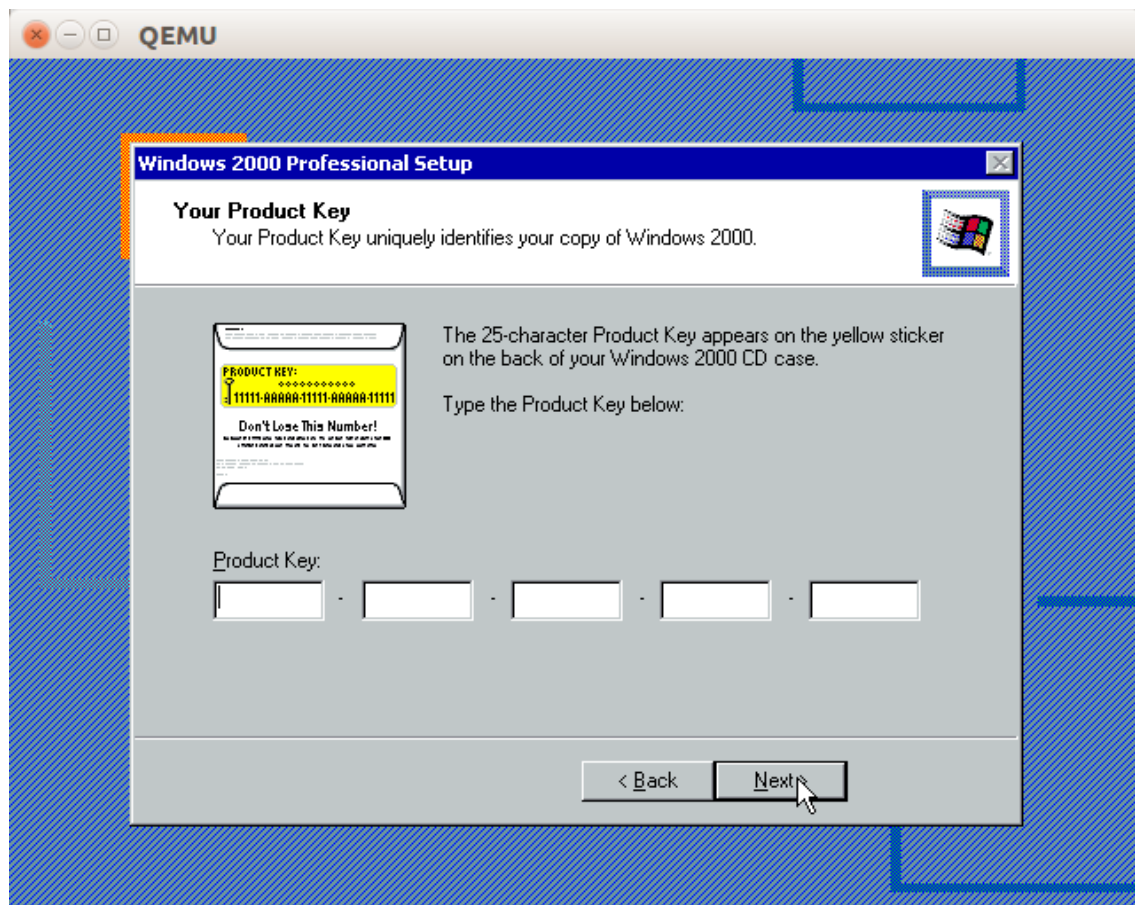 QEMU
Windows 2000 Professional Setup
Your Product Key
Your Product Key uniquely identifies your copy of Windows 2000.
The 25-character Product Key appears on the yellow sticker
on the back of your Windows 2000 CD case.
Type the Product Key below:
PRODUCT KEY:
11111-AAAAA-11111-AAAAA-11111
Don't Lose This Number!
Product Key:
- - - -
< Back
Next